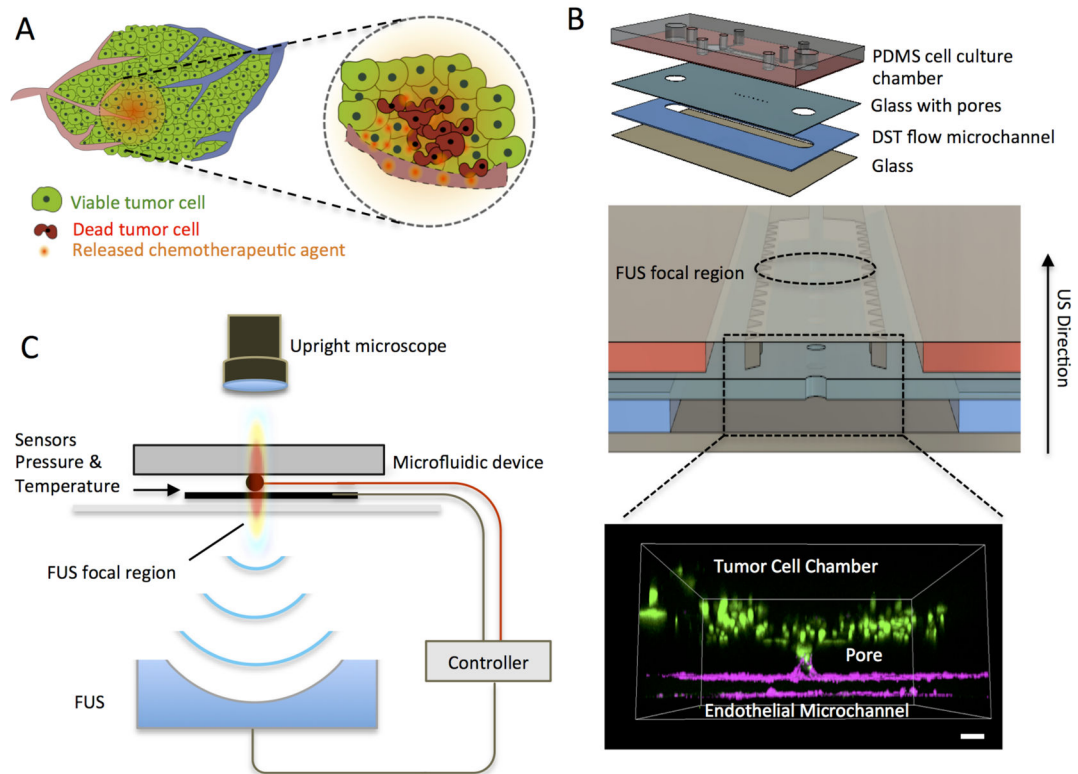 A
Viable tumor cell
Dead tumor cell
Released chemotherapeutic agent
B
PDMS cell culture
chamber
Glass with pores
DST flow microchannel
Glass
FUS focal region
US Direction
Tumor Cell Chamber
Pore
Endothelial Microchannel
C
Upright microscope
Sensors
Pressure &
Temperature
Microfluidic device
FUS focal region
Controller
FUS